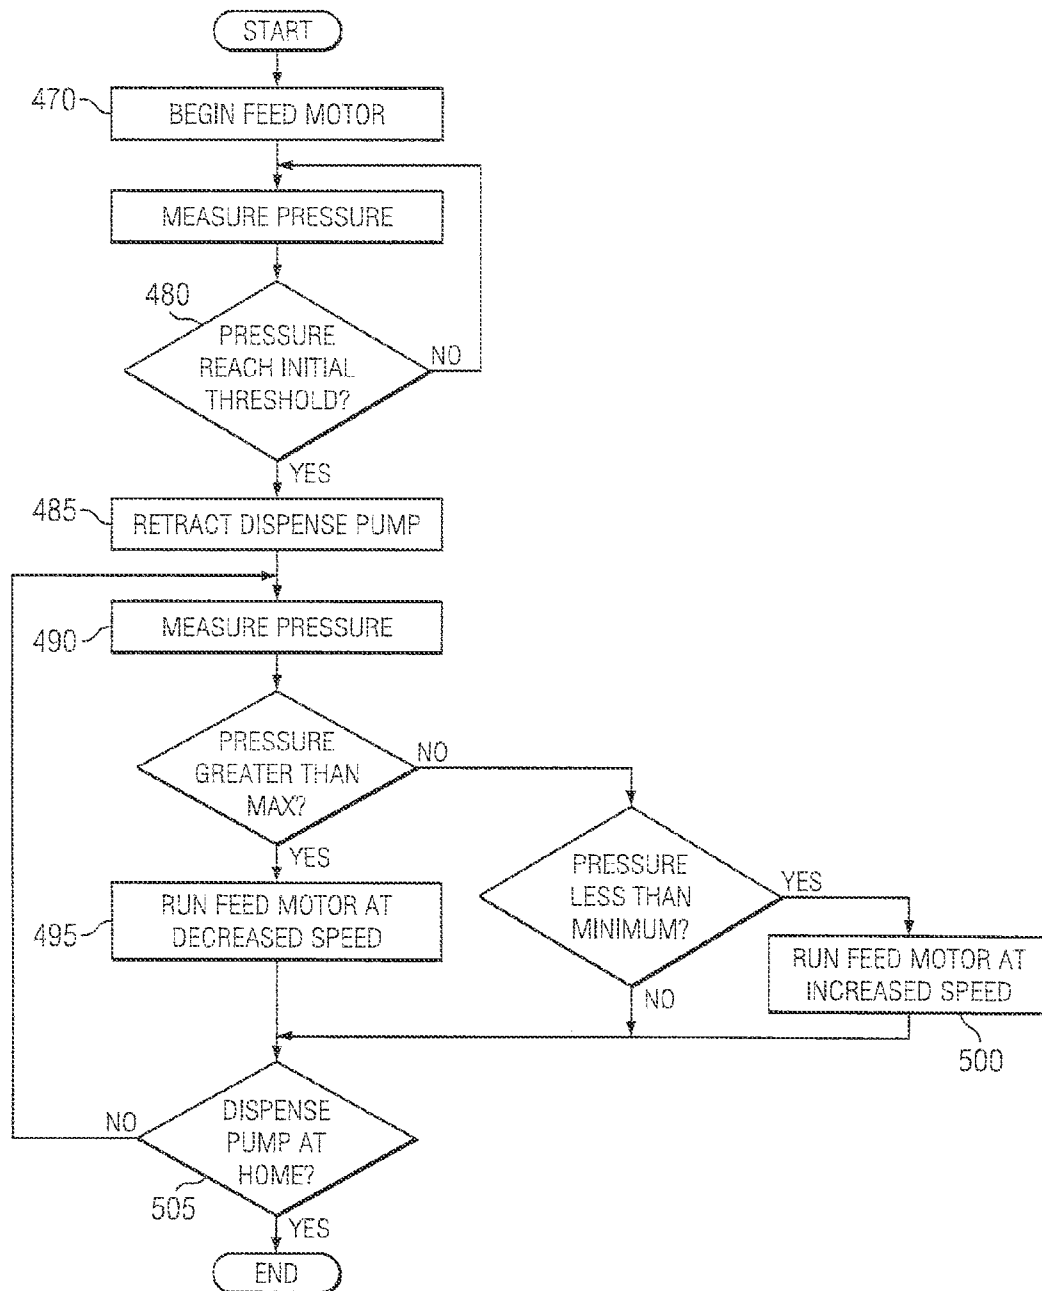 START
470
BEGIN FEED MOTOR
MEASURE PRESSURE
480
PRESSURE
REACH INITIAL
THRESHOLD?
NO
YES
485
RETRACT DISPENSE PUMP
490
MEASURE PRESSURE
PRESSURE
GREATER THAN
MAX?
NO
YES
PRESSURE
LESS THAN
MINIMUM?
YES
NO
495
RUN FEED MOTOR AT
DECREASED SPEED
RUN FEED MOTOR AT
INCREASED SPEED
500
DISPENSE
PUMP AT
HOME?
NO
505
YES
END